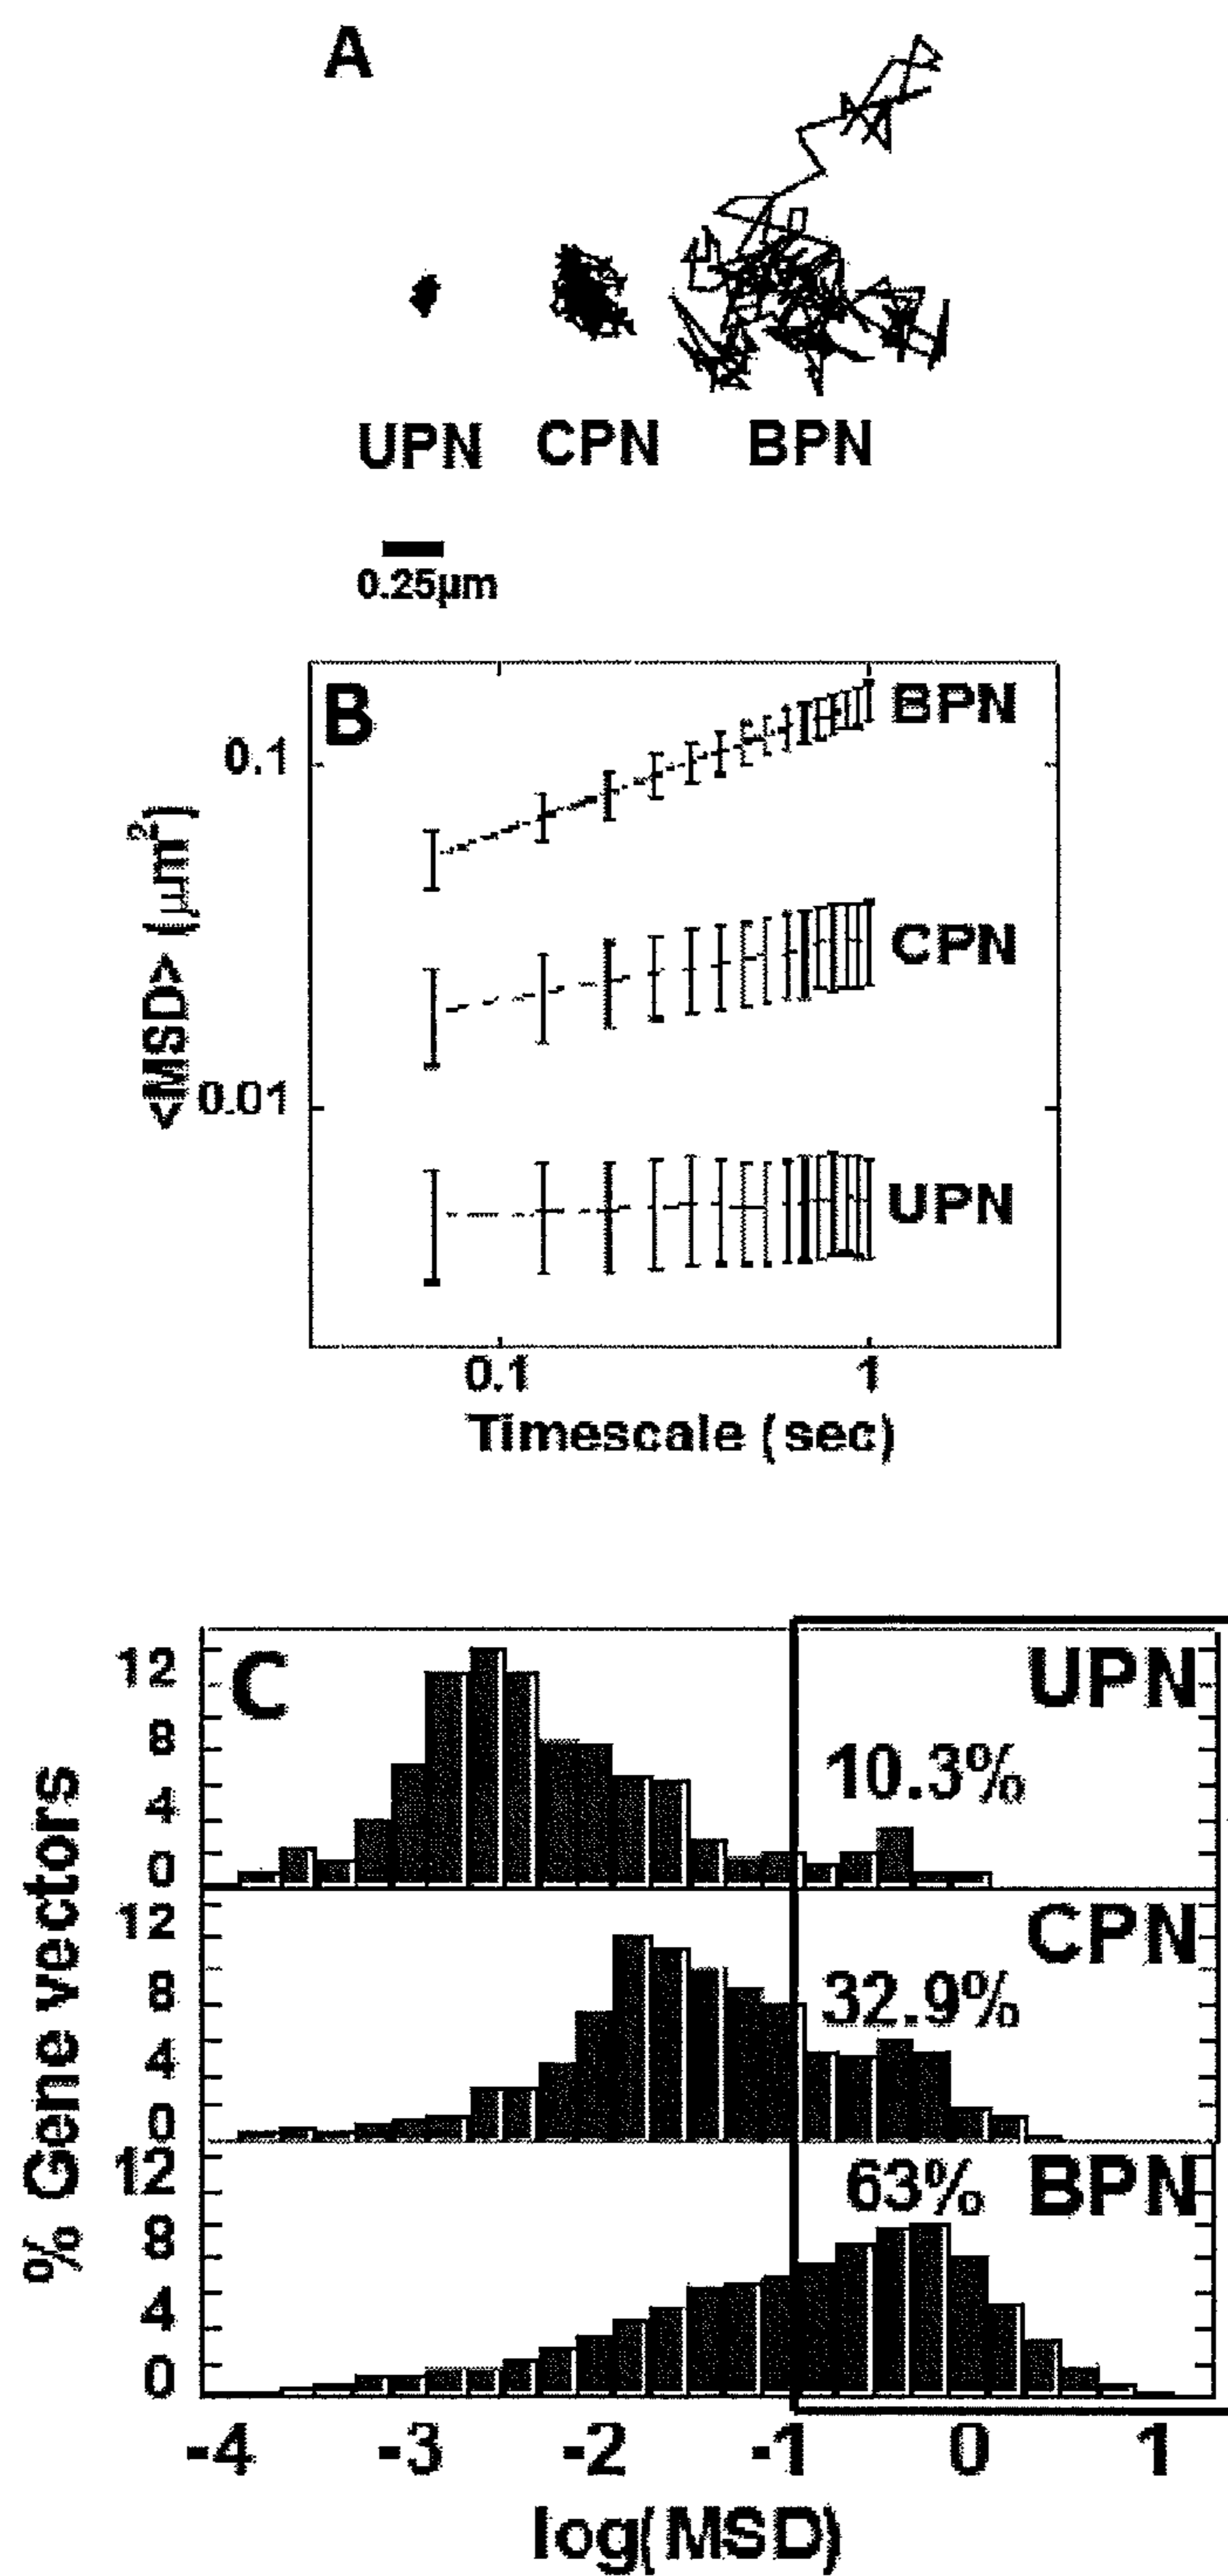 A
UPN CPN BPN
0.25µm
B
BPN
0.1
CPN
<MSD> (µm²)
0.01
UPN
0.1 1
Timescale (sec)
C
UPN
12
10.3%
8
4
0
CPN
12
32.9%
8
4
0
63% BPN
12
8
4
0
% Gene vectors
-4 -3 -2 -1 0 1
log(MSD)